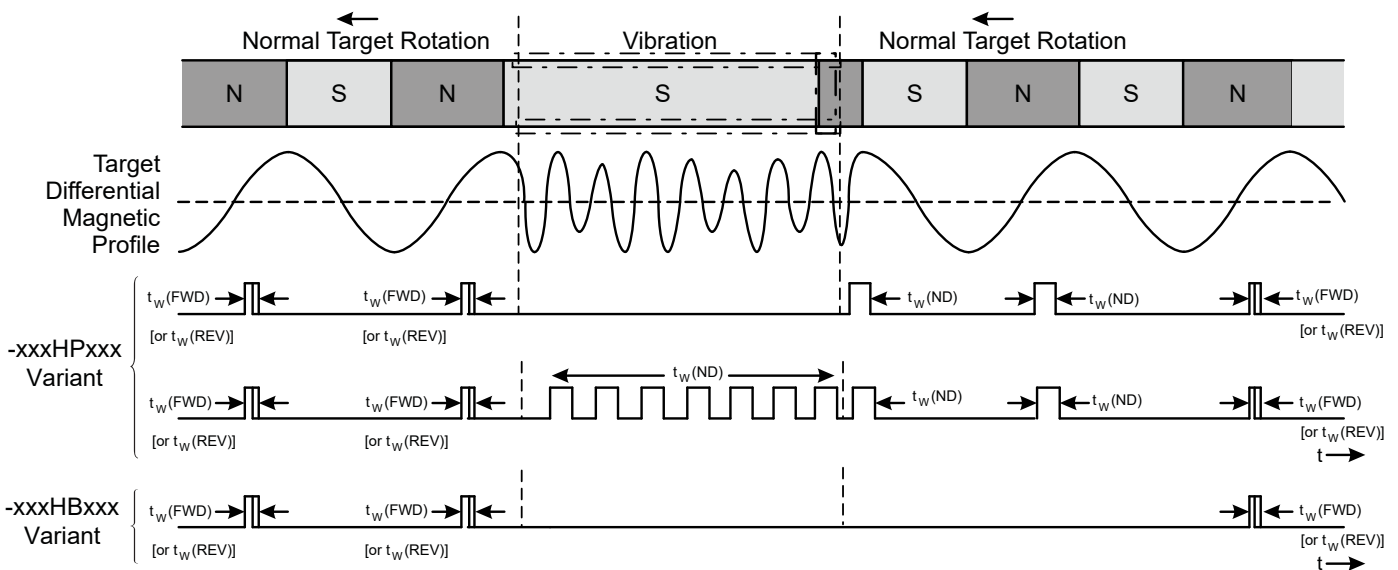 Normal Target Rotation
Vibration
Normal Target Rotation
N
S
N
S
S
N
S
N
Target
Differential
Magnetic
Profile
-xxxHPxxx
Variant
tW(FWD)
[or tW(REV)]
tW(FWD)
[or tW(REV)]
tW(ND)
tW(ND)
tW(FWD)
[or tW(REV)]
tW(FWD)
[or tW(REV)]
tW(FWD)
[or tW(REV)]
tW(ND)
tW(ND)
tW(ND)
tW(FWD)
[or tW(REV)]
t
-xxxHBxxx
Variant
tW(FWD)
[or tW(REV)]
tW(FWD)
[or tW(REV)]
tW(FWD)
[or tW(REV)]
t